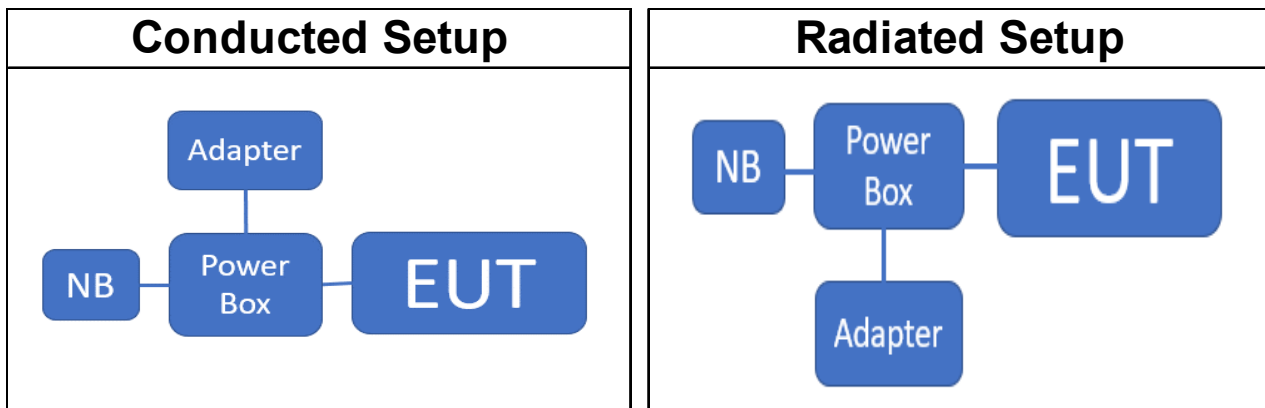 Conducted Setup
Adapter
NB
Power
Box
EUT
Radiated Setup
NB
Power
Box
EUT
Adapter